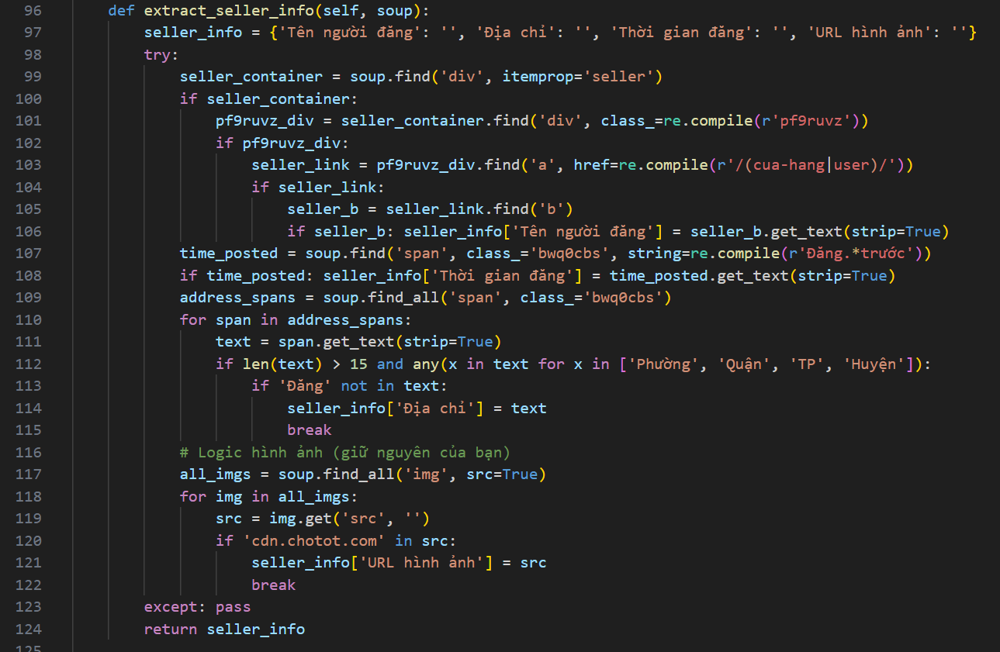 96 def extract_seller_info(self, soup):
97 seller_info = {'Tên người đăng': '', 'Địa chỉ': '', 'Thời gian đăng': '', 'URL hình ảnh': ''}
98 try:
99 seller_container = soup.find('div', itemprop='seller')
100 if seller_container:
101 pf9ruvz_div = seller_container.find('div', class_=re.compile(r'pf9ruvz'))
102 if pf9ruvz_div:
103 seller_link = pf9ruvz_div.find('a', href=re.compile(r'/(cua-hang|user)/'))
104 if seller_link:
105 seller_b = seller_link.find('b')
106 if seller_b: seller_info['Tên người đăng'] = seller_b.get_text(strip=True)
107 time_posted = soup.find('span', class_='bwq0cbs', string=re.compile(r'Đăng.*trước'))
108 if time_posted: seller_info['Thời gian đăng'] = time_posted.get_text(strip=True)
109 address_spans = soup.find_all('span', class_='bwq0cbs')
110 for span in address_spans:
111 text = span.get_text(strip=True)
112 if len(text) > 15 and any(x in text for x in ['Phường', 'Quận', 'TP', 'Huyện']):
113 if 'Đăng' not in text:
114 seller_info['Địa chỉ'] = text
115 break
116 # Logic hình ảnh (giữ nguyên của bạn)
117 all_imgs = soup.find_all('img', src=True)
118 for img in all_imgs:
119 src = img.get('src', '')
120 if 'cdn.chotot.com' in src:
121 seller_info['URL hình ảnh'] = src
122 break
123 except: pass
124 return seller_info
125